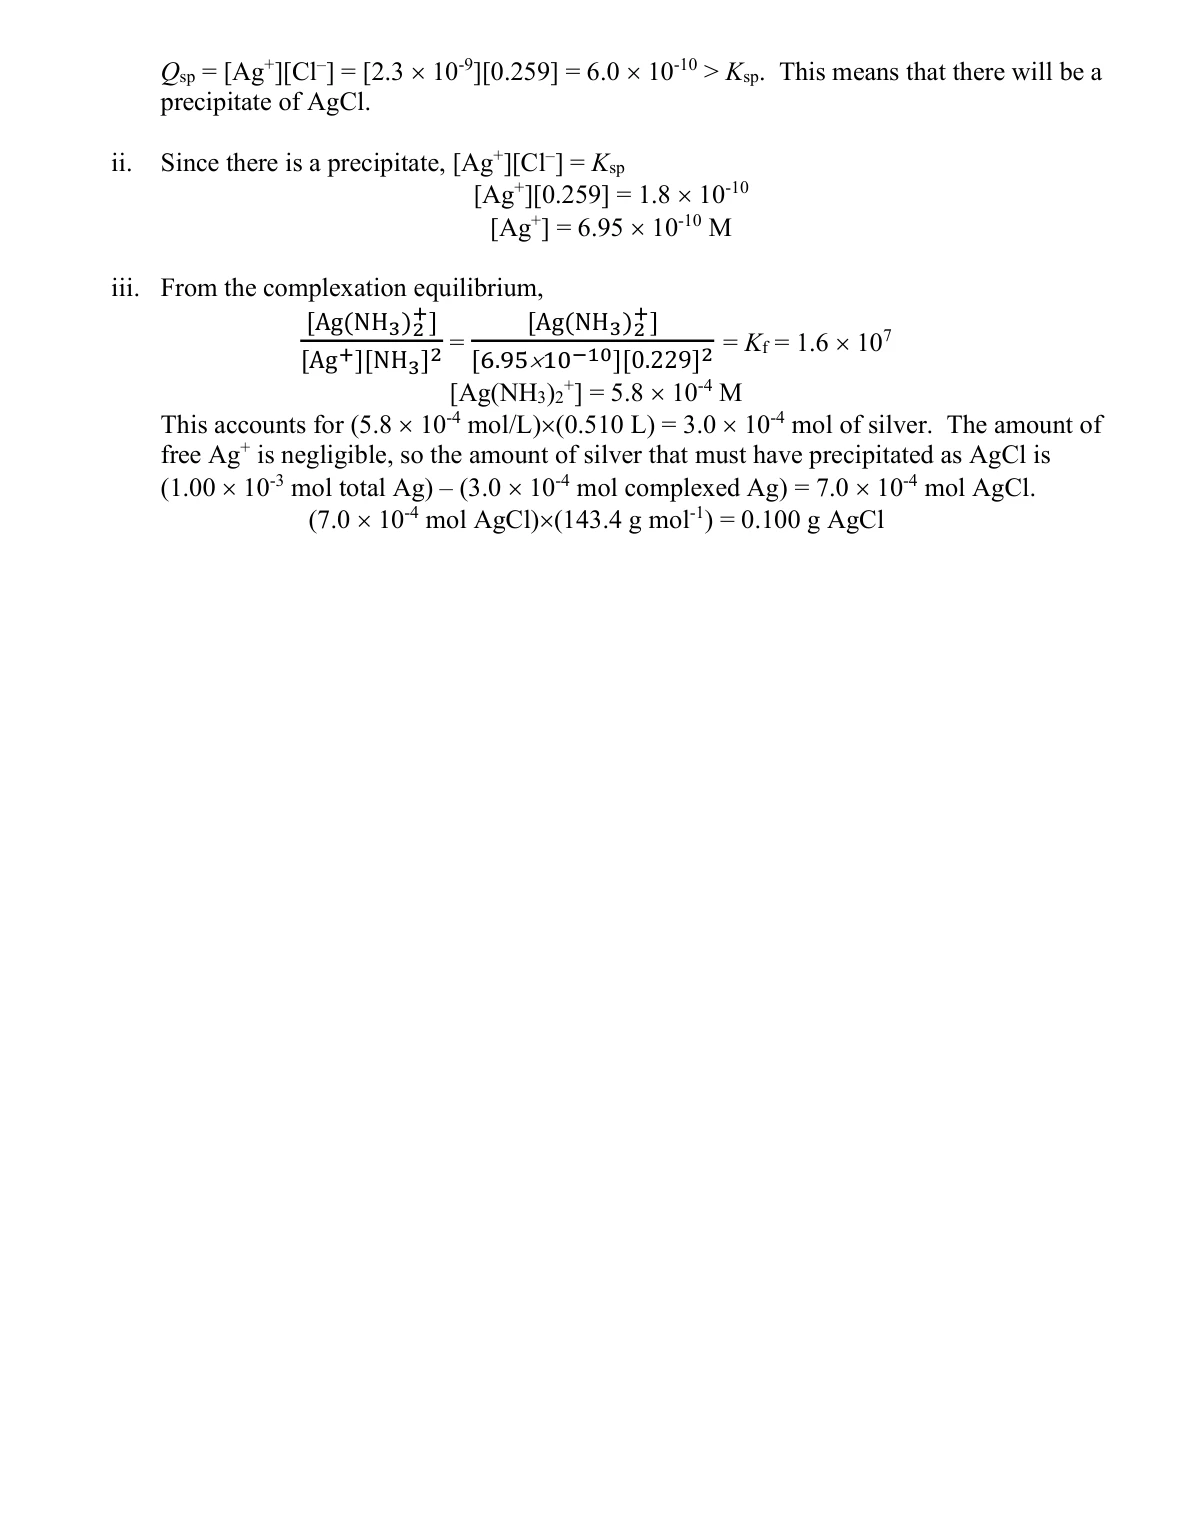 Qsp = [Ag⁺][Cl⁻] = [2.3 × 10⁻⁹][0.259] = 6.0 × 10⁻¹⁰ > Ksp. This means that there will be a
precipitate of AgCl.
ii. Since there is a precipitate, [Ag⁺][Cl⁻] = Ksp
[Ag⁺][0.259] = 1.8 × 10⁻¹⁰
[Ag⁺] = 6.95 × 10⁻¹⁰ M
iii. From the complexation equilibrium,
[Ag(NH₃)₂⁺] / [Ag⁺][NH₃]² = [Ag(NH₃)₂⁺] / [6.95×10⁻¹⁰][0.229]² = Kf = 1.6 × 10⁷
[Ag(NH₃)₂⁺] = 5.8 × 10⁻⁴ M
This accounts for (5.8 × 10⁻⁴ mol/L)×(0.510 L) = 3.0 × 10⁻⁴ mol of silver. The amount of
free Ag⁺ is negligible, so the amount of silver that must have precipitated as AgCl is
(1.00 × 10⁻³ mol total Ag) – (3.0 × 10⁻⁴ mol complexed Ag) = 7.0 × 10⁻⁴ mol AgCl.
(7.0 × 10⁻⁴ mol AgCl)×(143.4 g mol⁻¹) = 0.100 g AgCl